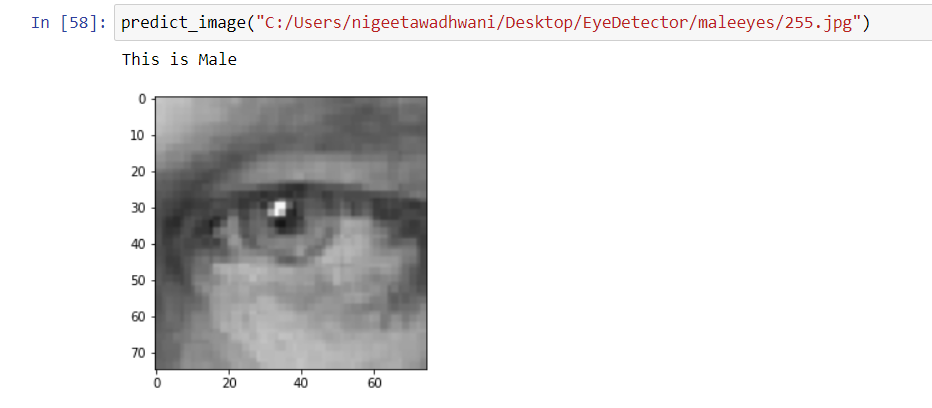 In [58]: predict_image("C:/Users/nigeetawadhwani/Desktop/EyeDetector/maleeyes/255.jpg")
This is Male
0
10
20
30
40
50
60
70
0 20 40 60